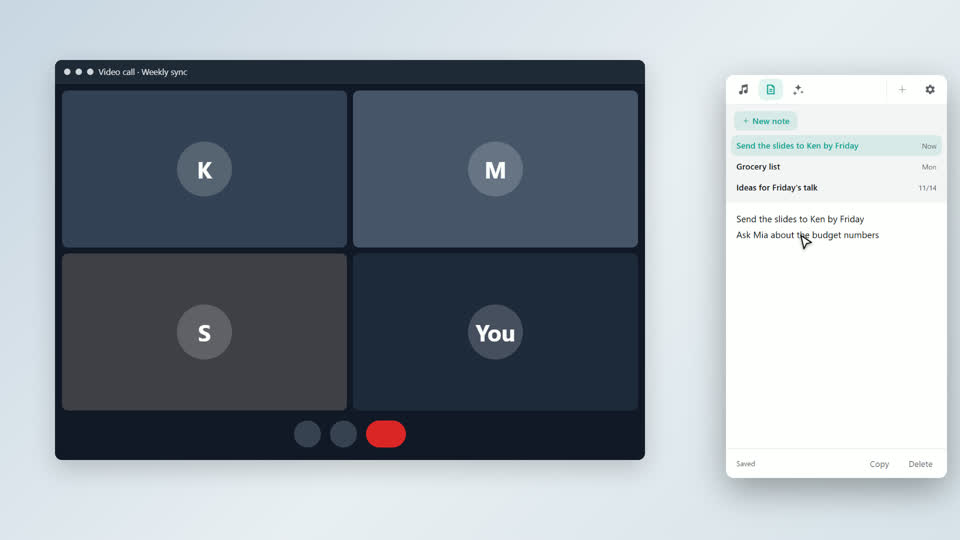 Video call - Weekly sync
K
M
S
You
+ New note
Send the slides to Ken by Friday Now
Grocery list Mon
Ideas for Friday's talk 11/14
Send the slides to Ken by Friday
Ask Mia about the budget numbers
Saved Copy Delete